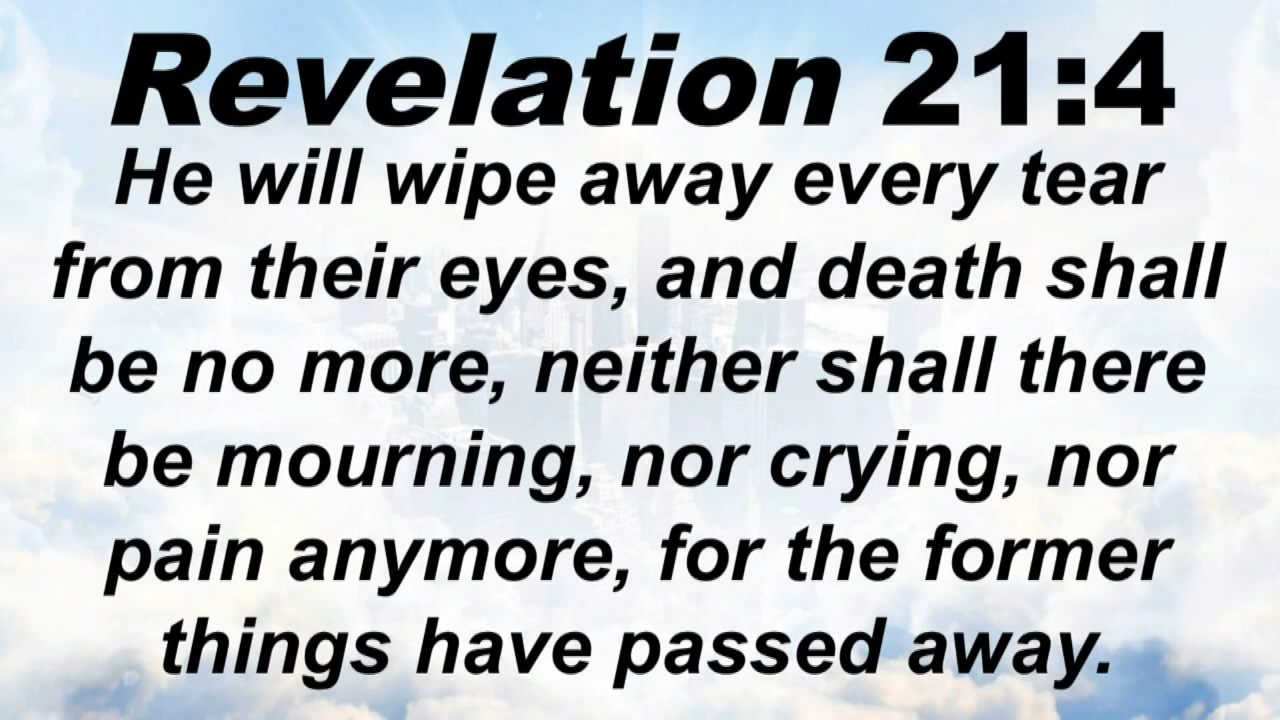 Revelation 21:4
He will wipe away every tear
from their eyes, and death shall
be no more, neither shall there
be mourning, nor crying, nor
pain anymore, for the former
things have passed away.